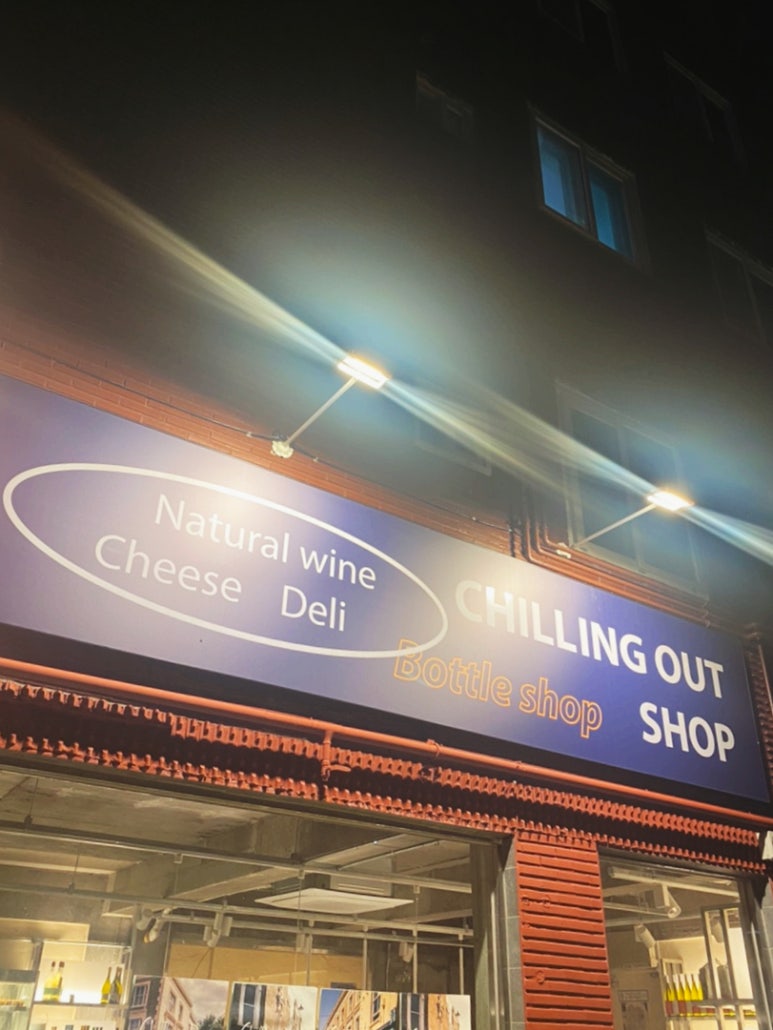 Natural wine
Cheese Deli
CHILLING OUT
Bottle shop
SHOP